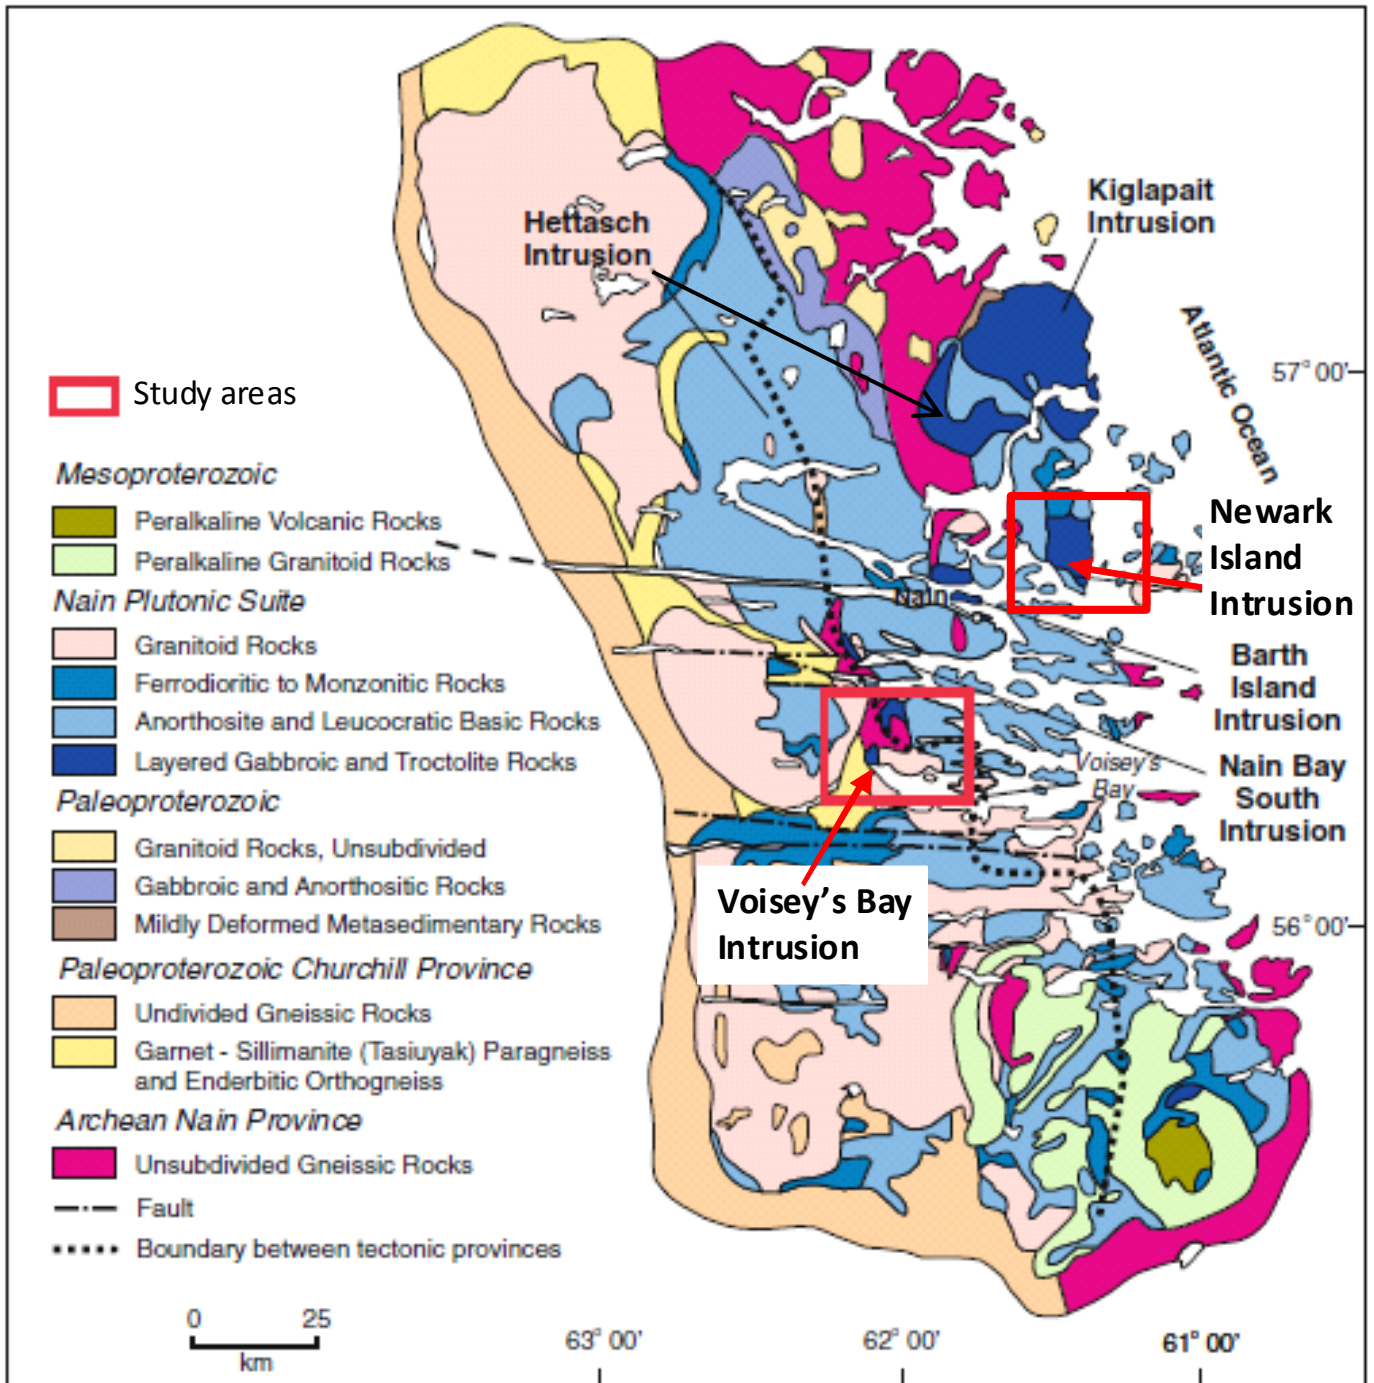 Hettasch
Intrusion
Kiglapait
Intrusion
Atlantic Ocean
57° 00'
Study areas
Mesoproterozoic
Peralkaline Volcanic Rocks
Peralkaline Granitoid Rocks
Nain Plutonic Suite
Granitoid Rocks
Ferrodioritic to Monzonitic Rocks
Anorthosite and Leucocratic Basic Rocks
Layered Gabbroic and Troctolite Rocks
Paleoproterozoic
Granitoid Rocks, Unsubdivided
Gabbroic and Anorthositic Rocks
Mildly Deformed Metasedimentary Rocks
Paleoproterozoic Churchill Province
Undivided Gneissic Rocks
Garnet - Sillimanite (Tasiuyak) Paragneiss
and Enderbitic Orthogneiss
Archean Nain Province
Unsubdivided Gneissic Rocks
Fault
Boundary between tectonic provinces
Newark
Island
Intrusion
Nain
Barth
Island
Intrusion
Voisey's
Bay
Nain Bay
South
Intrusion
Voisey's Bay
Intrusion
56° 00'
0 25
km
63° 00'
62° 00'
61° 00'